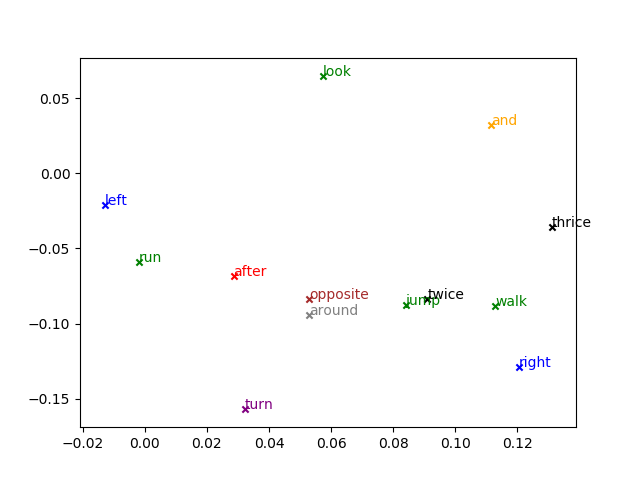 look
0.05
and
0.00
left
thrice
−0.05
run
after
opposite
jump
twice
walk
−0.10
around
right
−0.15
turn
−0.02
0.00
0.02
0.04
0.06
0.08
0.10
0.12